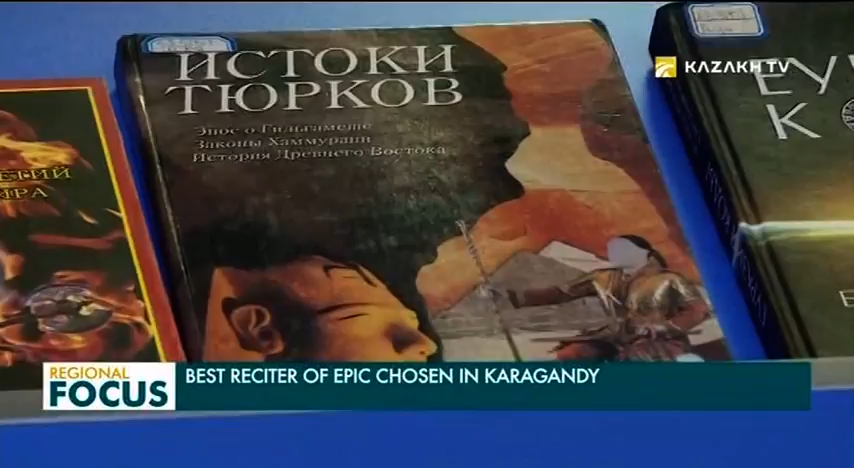 KAZAKH TV
ИСТОКИ
ТЮРКОВ
Эпос о Гильгамеше
Законы Хаммурапи
История Древнего Востока
REGIONAL
FOCUS
BEST RECITER OF EPIC CHOSEN IN KARAGANDY